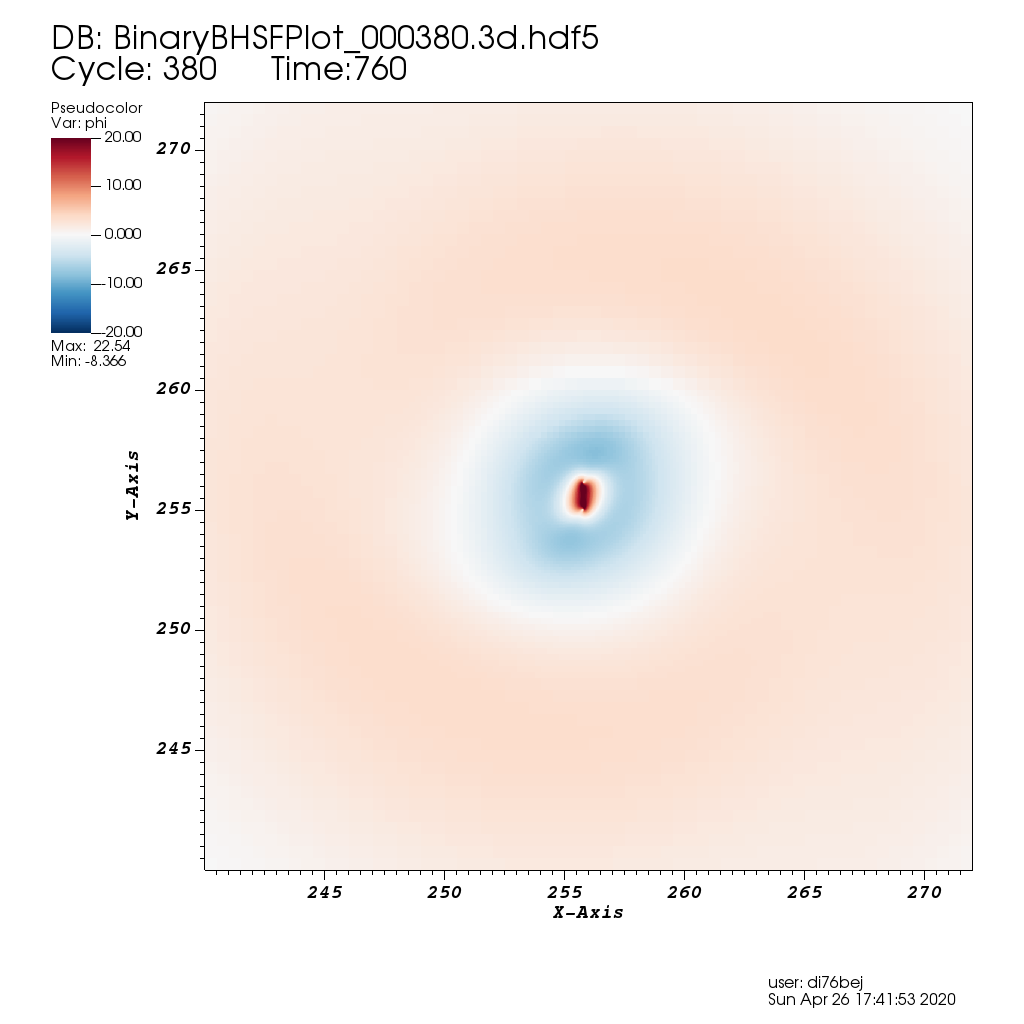 DB: BinaryBHSFPlot_000380.3d.hdf5
Cycle: 380 Time:760
Pseudocolor
Var: phi
20.00
10.00
0.000
-10.00
-20.00
Max: 22.54
Min: -8.366
270
265
260
255
250
245
Y-Axis
245 250 255 260 265 270
X-Axis
user: di76bej
Sun Apr 26 17:41:53 2020